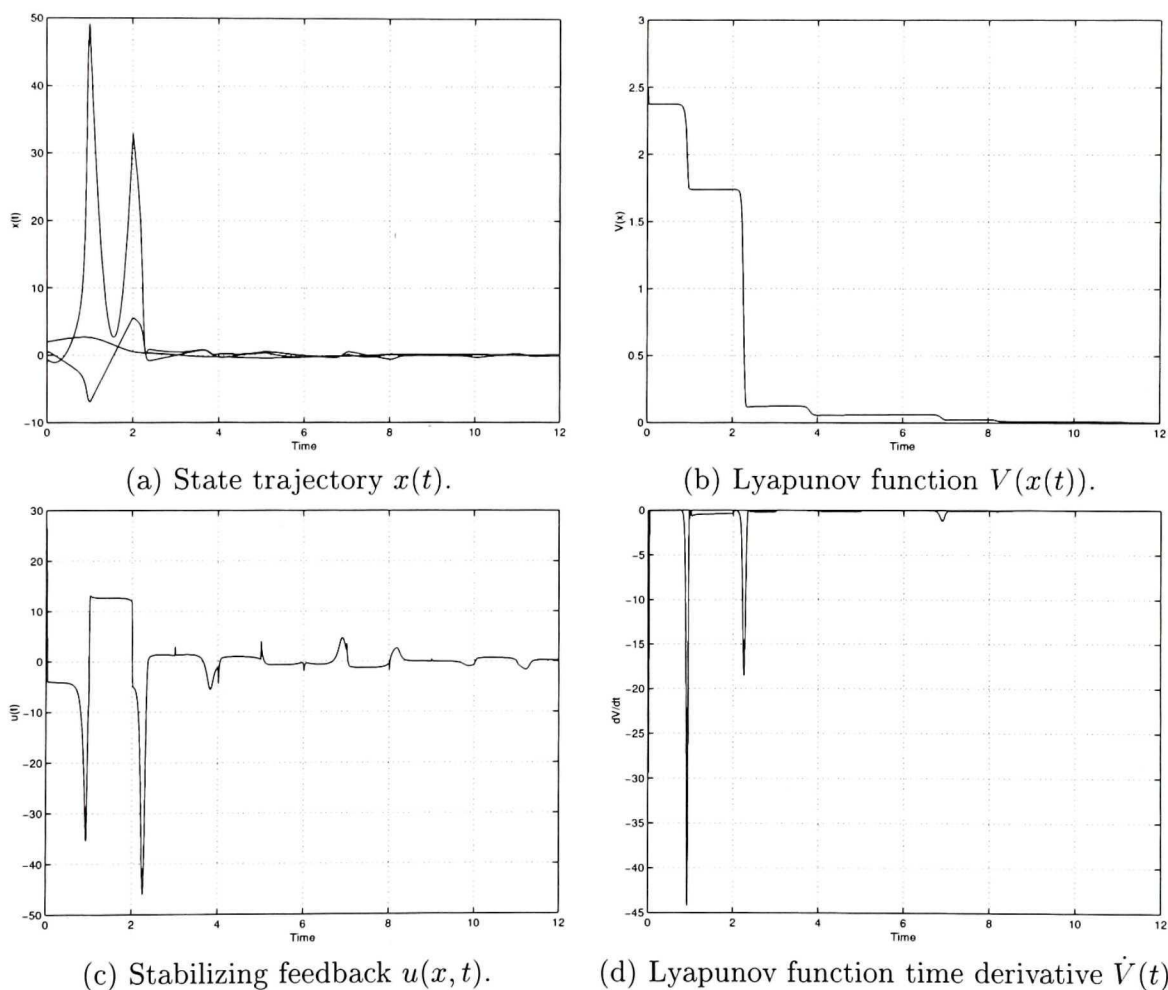 50
40
30
20
10
0
-10
x(t)
0 2 4 6 8 10 12
Time
(a) State trajectory x(t).
3
2.5
2
1.5
1
0.5
0
V(x)
0 2 4 6 8 10 12
Time
(b) Lyapunov function V(x(t)).
30
20
10
0
-10
-20
-30
-40
-50
u(t)
0 2 4 6 8 10 12
Time
(c) Stabilizing feedback u(x, t).
0
-5
-10
-15
-20
-25
-30
-35
-40
-45
dV/dt
0 2 4 6 8 10 12
Time
(d) Lyapunov function time derivative V̇(t)